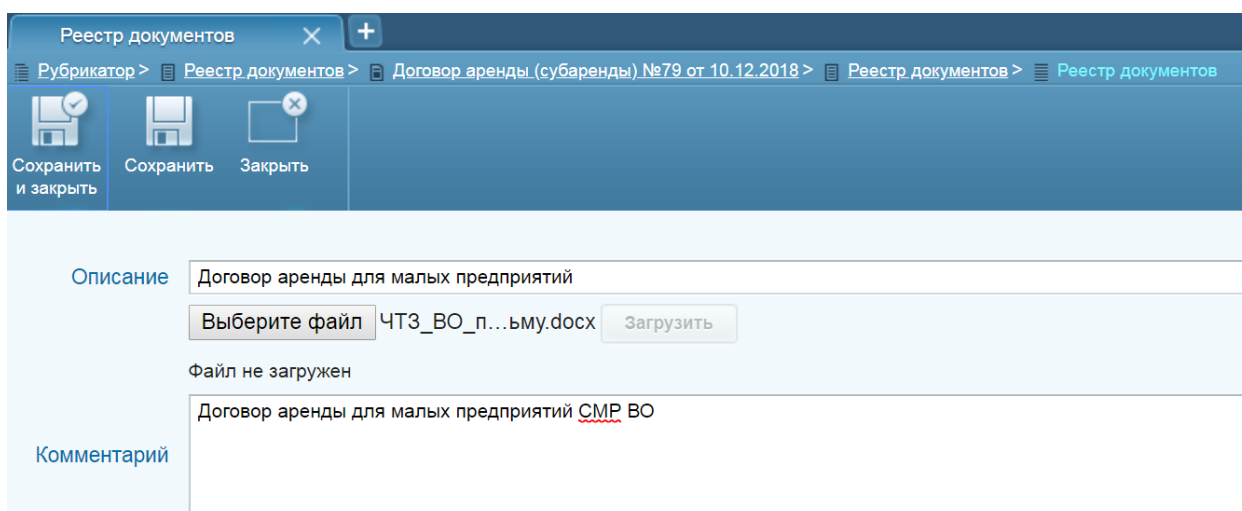 Реестр документов
Рубрикатор > Реестр документов > Договор аренды (субаренды) №79 от 10.12.2018 > Реестр документов > Реестр документов
Сохранить и закрыть
Сохранить
Закрыть
Описание
Договор аренды для малых предприятий
Выберите файл ЧТЗ_ВО_п…ьму.docx Загрузить
Файл не загружен
Комментарий
Договор аренды для малых предприятий СМР ВО